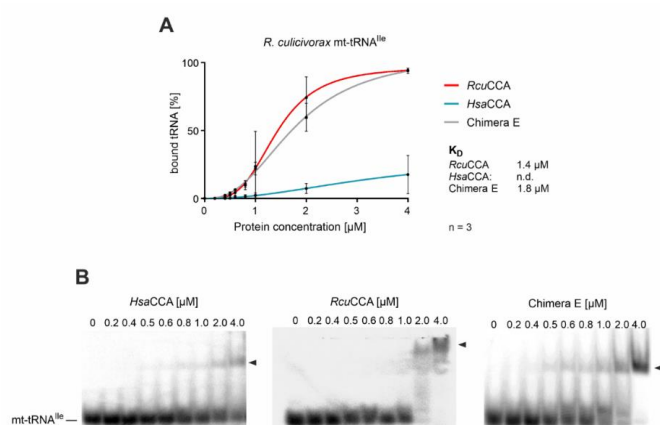 A
R. culicivorax mt-tRNAIle
100
50
0
bound tRNA [%]
0 1 2 3 4
Protein concentration [µM]
RcuCCA
HsaCCA
Chimera E
KD
RcuCCA 1.4 µM
HsaCCA: n.d.
Chimera E 1.8 µM
n = 3
B
HsaCCA [µM] RcuCCA [µM] Chimera E [µM]
0 0.2 0.4 0.5 0.6 0.8 1.0 2.0 4.0 0 0.2 0.4 0.5 0.6 0.8 1.0 2.0 4.0 0 0.2 0.4 0.5 0.6 0.8 1.0 2.0 4.0
mt-tRNAIle